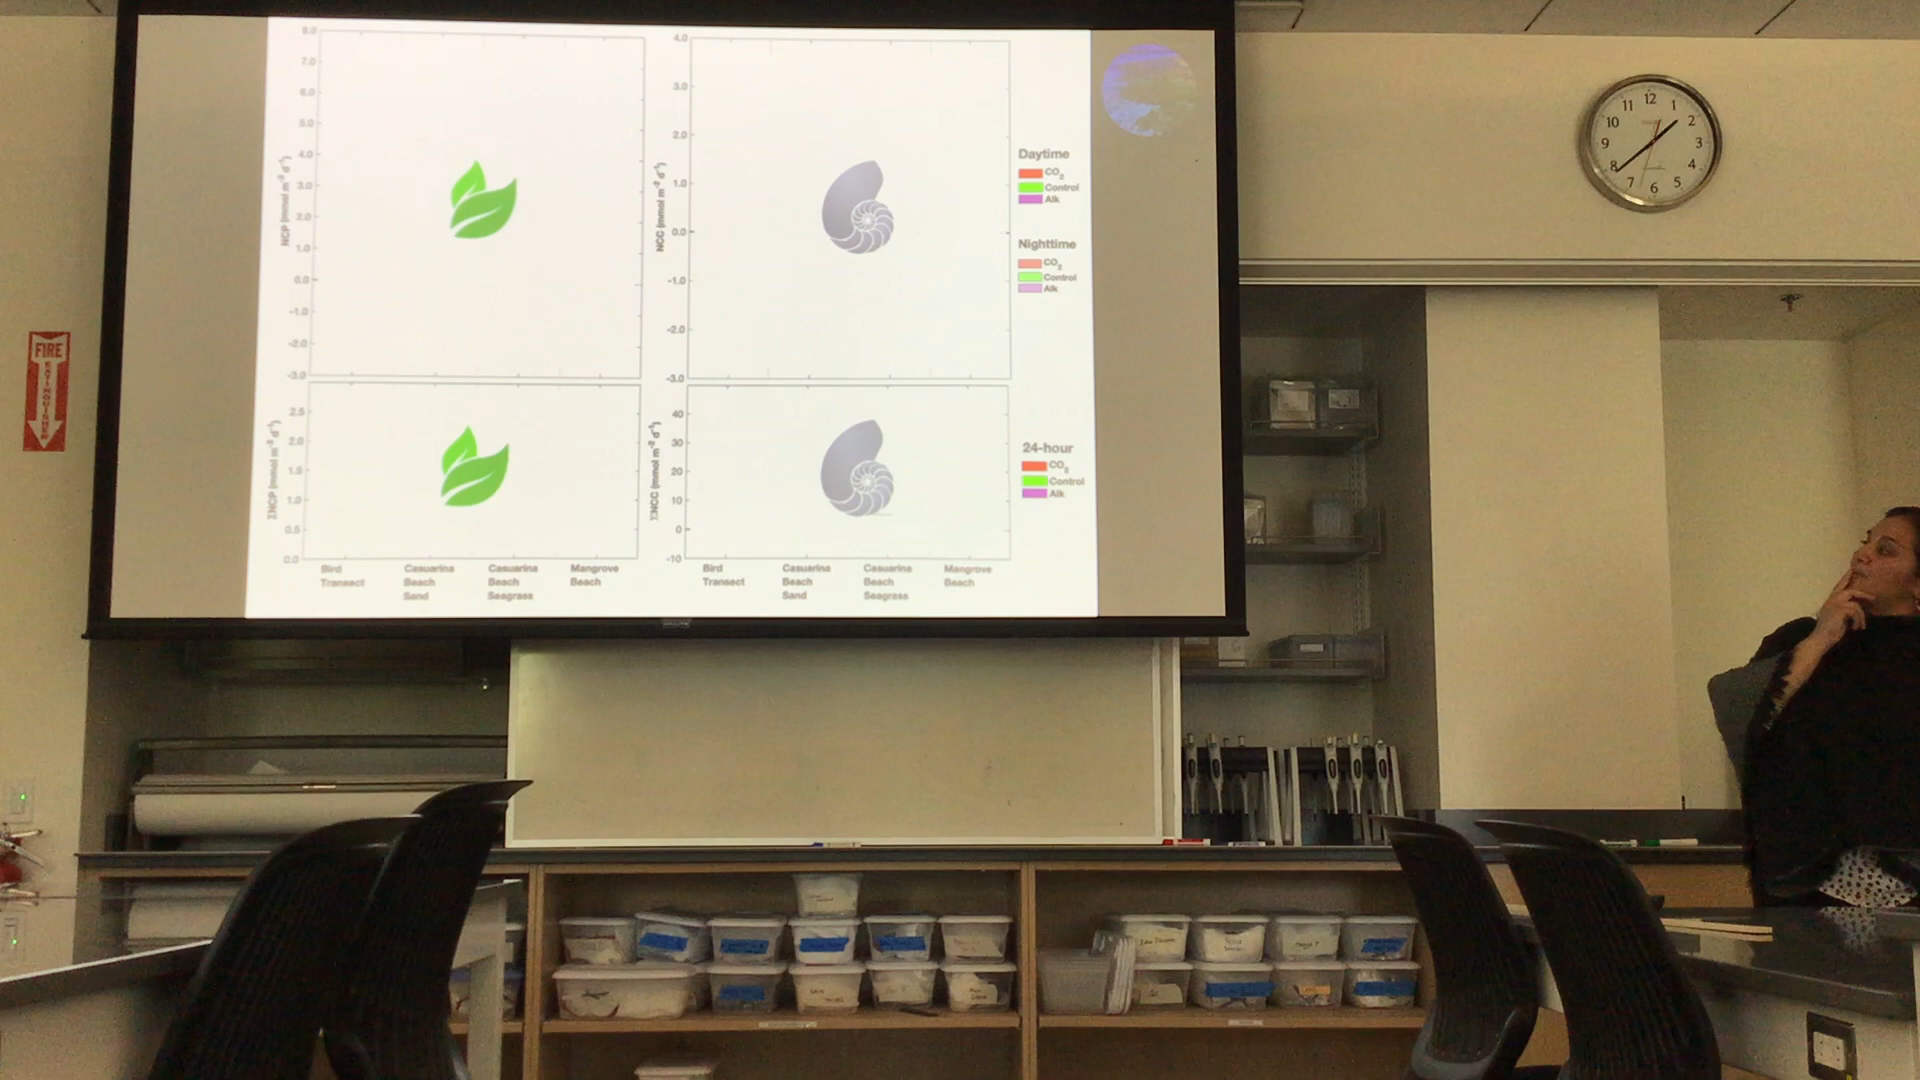 8.0
7.0
6.0
5.0
4.0
3.0
2.0
1.0
0.0
-1.0
-2.0
-3.0
NCP (mmol m⁻² d⁻¹)
4.0
3.0
2.0
1.0
0.0
-1.0
-2.0
-3.0
NCC (mmol m⁻² d⁻¹)
Daytime
CO₂
Control
Alk
Nighttime
CO₂
Control
Alk
2.5
2.0
1.5
1.0
0.5
0.0
ΣNCP (mmol m⁻² d⁻¹)
40
30
20
10
0
-10
ΣNCC (mmol m⁻² d⁻¹)
24-hour
CO₂
Control
Alk
Bird
Transect
Casuarina
Beach
Sand
Casuarina
Beach
Seagrass
Mangrove
Beach
Bird
Transect
Casuarina
Beach
Sand
Casuarina
Beach
Seagrass
Mangrove
Beach
12
1
2
3
4
5
6
7
8
9
10
11
FIRE
EXTINGUISHER